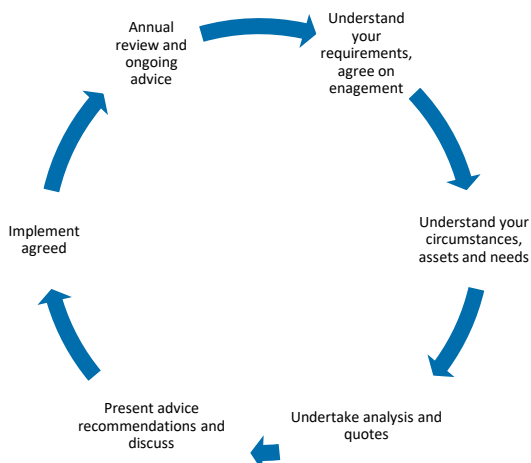 Annual
review and
ongoing
advice
Understand
your
requirements,
agree on
enagement
Understand your
circumstances,
assets and needs
Undertake analysis and
quotes
Present advice
recommendations and
discuss
Implement
agreed